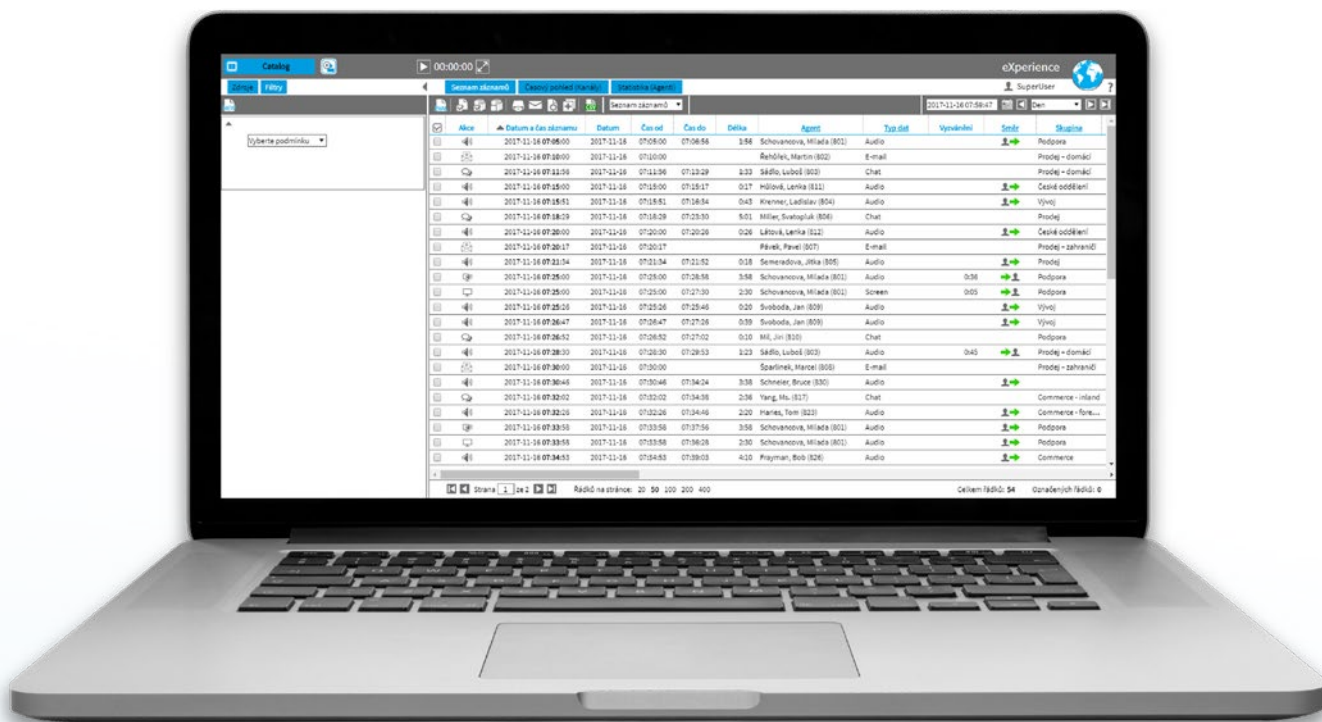 Catalog 00:00:00 eXperience
Zdroje Filtry Seznam záznamů Časový pohled (Kanály) Statistika (Agenti) SuperUser ?
Seznam záznamů 2017-11-16 07:58:47 Den
Vyberte podmínku
Akce Datum a čas záznamu Datum Čas od Čas do Délka Agent Typ dat Vyzvánění Směr Skupina
2017-11-16 07:05:00 2017-11-16 07:05:00 07:06:56 1:56 Schovancova, Milada (801) Audio Podpora
2017-11-16 07:10:00 2017-11-16 07:10:00 Řehůřek, Martin (802) E-mail Prodej – domácí
2017-11-16 07:11:56 2017-11-16 07:11:56 07:13:29 1:33 Sádlo, Luboš (803) Chat Prodej – domácí
2017-11-16 07:15:00 2017-11-16 07:15:00 07:15:17 0:17 Hůlová, Lenka (811) Audio České oddělení
2017-11-16 07:15:51 2017-11-16 07:15:51 07:16:34 0:43 Krenner, Ladislav (804) Audio Vývoj
2017-11-16 07:18:29 2017-11-16 07:18:29 07:23:30 5:01 Miller, Svatopluk (806) Chat Prodej
2017-11-16 07:20:00 2017-11-16 07:20:00 07:20:26 0:26 Látová, Lenka (812) Audio České oddělení
2017-11-16 07:20:17 2017-11-16 07:20:17 Pávek, Pavel (807) E-mail Prodej – zahraničí
2017-11-16 07:21:34 2017-11-16 07:21:34 07:21:52 0:18 Semeradova, Jitka (805) Audio Prodej
2017-11-16 07:25:00 2017-11-16 07:25:00 07:28:58 3:58 Schovancova, Milada (801) Audio 0:36 Podpora
2017-11-16 07:25:00 2017-11-16 07:25:00 07:27:30 2:30 Schovancova, Milada (801) Screen 0:05 Podpora
2017-11-16 07:25:26 2017-11-16 07:25:26 07:25:46 0:20 Svoboda, Jan (809) Audio Vývoj
2017-11-16 07:26:47 2017-11-16 07:26:47 07:27:26 0:39 Svoboda, Jan (809) Audio Vývoj
2017-11-16 07:26:52 2017-11-16 07:26:52 07:27:02 0:10 Mil, Jiri (810) Chat Podpora
2017-11-16 07:28:30 2017-11-16 07:28:30 07:29:53 1:23 Sádlo, Luboš (803) Audio 0:45 Prodej – domácí
2017-11-16 07:30:00 2017-11-16 07:30:00 Šparlinek, Marcel (808) E-mail Prodej – zahraničí
2017-11-16 07:30:46 2017-11-16 07:30:46 07:34:24 3:38 Schneier, Bruce (830) Audio
2017-11-16 07:32:02 2017-11-16 07:32:02 07:34:38 2:36 Yang, Ms. (817) Chat Commerce - inland
2017-11-16 07:32:26 2017-11-16 07:32:26 07:34:46 2:20 Harles, Tom (823) Audio Commerce - fore...
2017-11-16 07:33:58 2017-11-16 07:33:58 07:37:56 3:58 Schovancova, Milada (801) Audio Podpora
2017-11-16 07:33:58 2017-11-16 07:33:58 07:36:28 2:30 Schovancova, Milada (801) Audio Podpora
2017-11-16 07:34:53 2017-11-16 07:34:53 07:39:03 4:10 Frayman, Bob (826) Audio Commerce
Strana 1 ze 2 Řádků na stránce: 20 50 100 200 400 Celkem řádků: 54 Označených řádků: 0